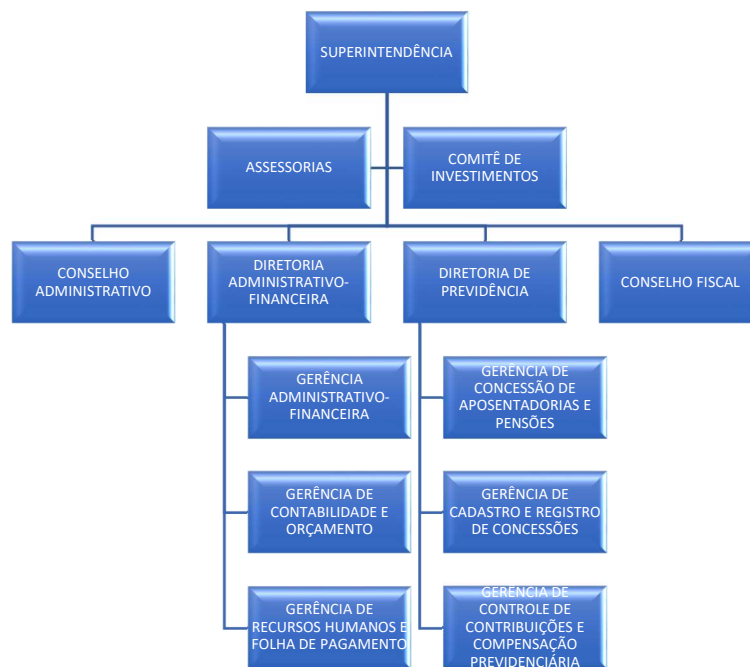 SUPERINTENDÊNCIA
ASSESSORIAS
COMITÊ DE
INVESTIMENTOS
CONSELHO
ADMINISTRATIVO
DIRETORIA
ADMINISTRATIVO-
FINANCEIRA
DIRETORIA DE
PREVIDÊNCIA
CONSELHO FISCAL
GERÊNCIA
ADMINISTRATIVO-
FINANCEIRA
GERÊNCIA DE
CONTABILIDADE E
ORÇAMENTO
GERÊNCIA DE
RECURSOS HUMANOS E
FOLHA DE PAGAMENTO
GERÊNCIA DE
CONCESSÃO DE
APOSENTADORIAS E
PENSÕES
GERÊNCIA DE
CADASTRO E REGISTRO
DE CONCESSÕES
GERÊNCIA DE
CONTROLE DE
CONTRIBUIÇÕES E
COMPENSAÇÃO
PREVIDENCIÁRIA